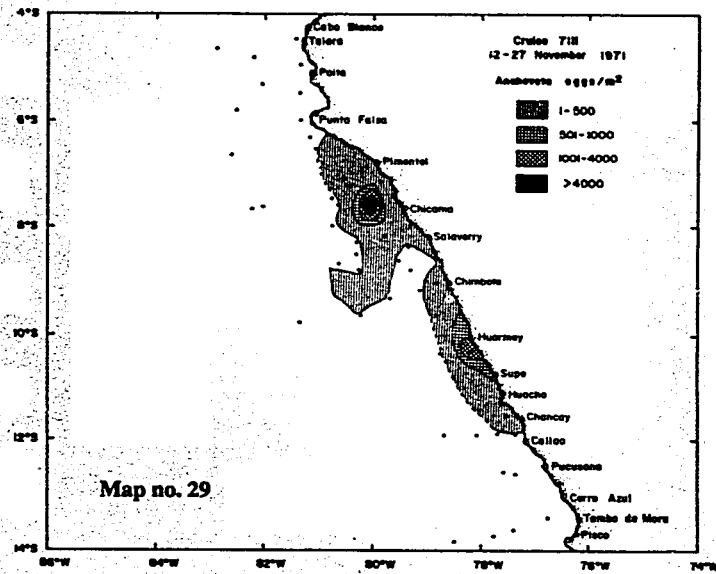 4°S
6°S
8°S
10°S
12°S
14°S
86°W
84°W
82°W
80°W
78°W
76°W
74°W
Cruise 7111
12-27 November 1971
Anchoveta eggs/m²
1-500
501-1000
1001-4000
>4000
Cabo Blanco
Talara
Paita
Punta Falsa
Pimentel
Chicama
Salaverry
Chimbote
Huarmey
Supe
Huacho
Chancay
Callao
Pucusana
Cerro Azul
Tambo de Mora
Pisco
Map no. 29